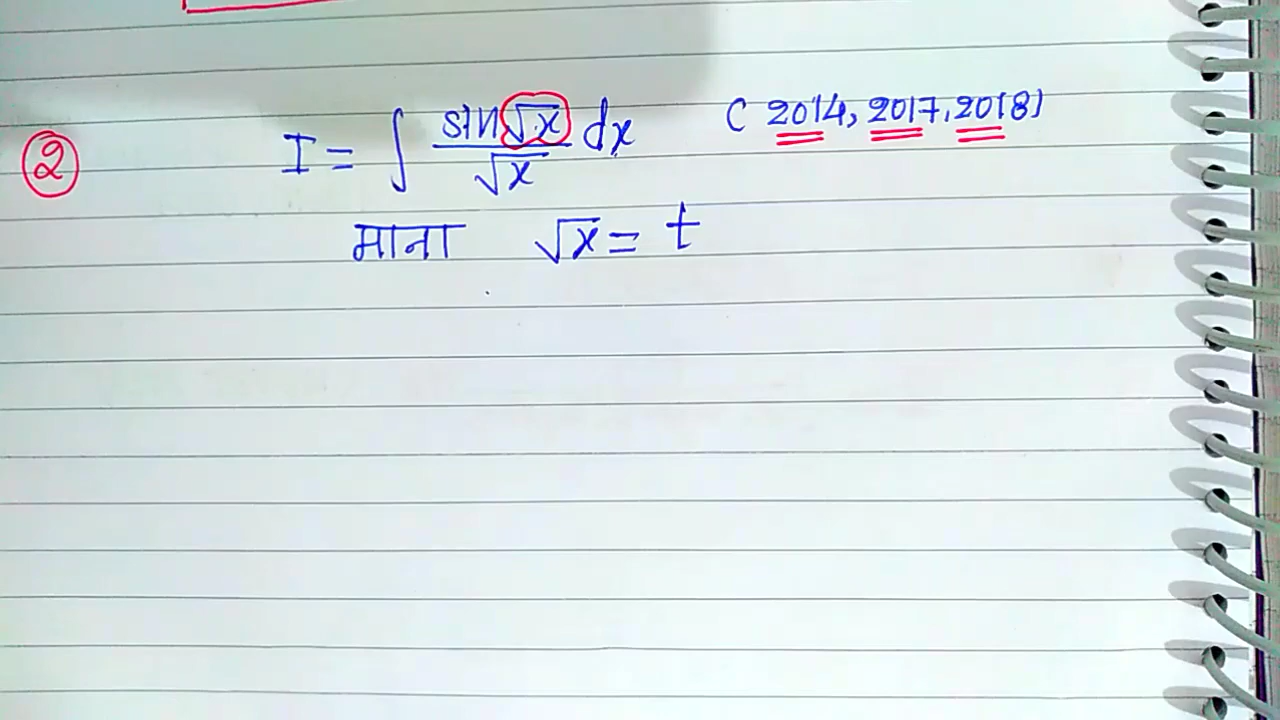 ② I = ∫ sin√x / √x dx ( 2014, 2017, 2018)
माना √x = t